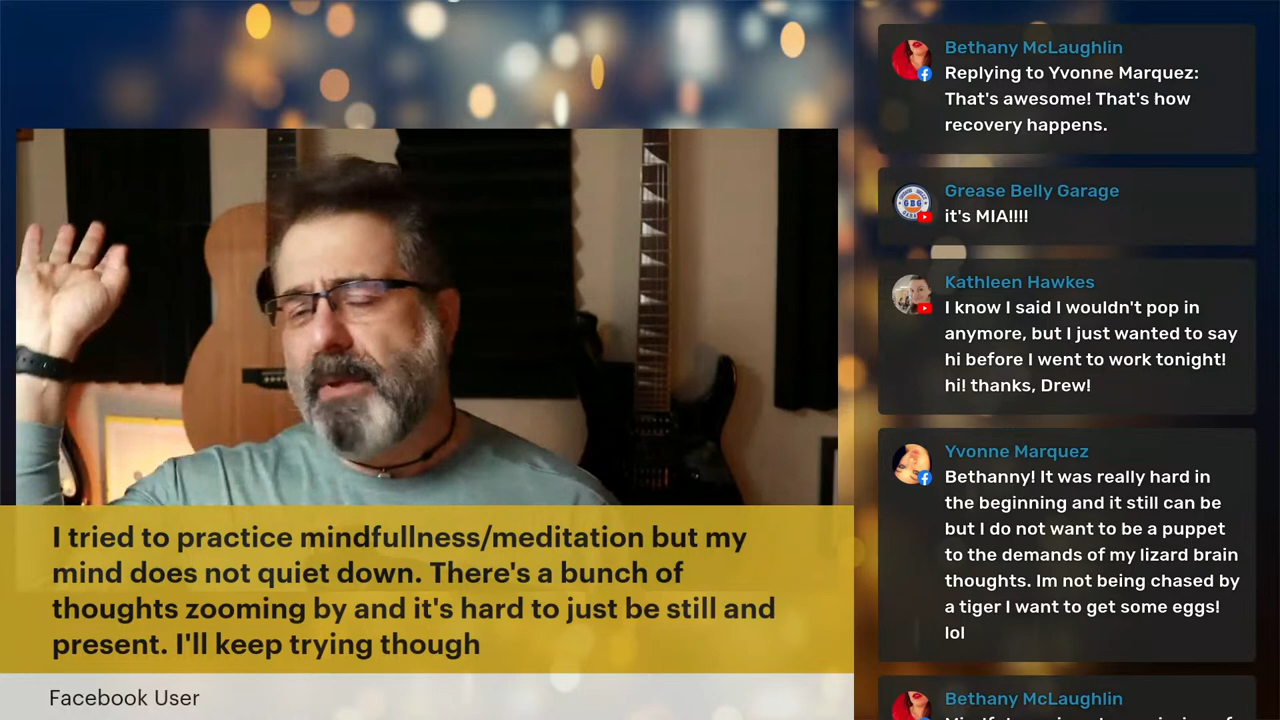 Bethany McLaughlin
Replying to Yvonne Marquez:
That's awesome! That's how
recovery happens.
Grease Belly Garage
it's MIA!!!!
Kathleen Hawkes
I know I said I wouldn't pop in
anymore, but I just wanted to say
hi before I went to work tonight!
hi! thanks, Drew!
Yvonne Marquez
Bethanny! It was really hard in
the beginning and it still can be
but I do not want to be a puppet
to the demands of my lizard brain
thoughts. Im not being chased by
a tiger I want to get some eggs!
lol
Bethany McLaughlin
I tried to practice mindfullness/meditation but my
mind does not quiet down. There's a bunch of
thoughts zooming by and it's hard to just be still and
present. I'll keep trying though
Facebook User
GBG